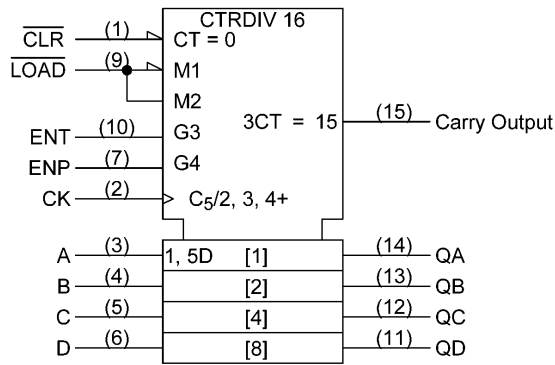 CTRDIV 16
CLR (1) CT = 0
LOAD (9) M1
M2
3CT = 15 (15) Carry Output
ENT (10) G3
ENP (7) G4
CK (2) C5/2, 3, 4+
A (3) 1, 5D [1] (14) QA
B (4) [2] (13) QB
C (5) [4] (12) QC
D (6) [8] (11) QD